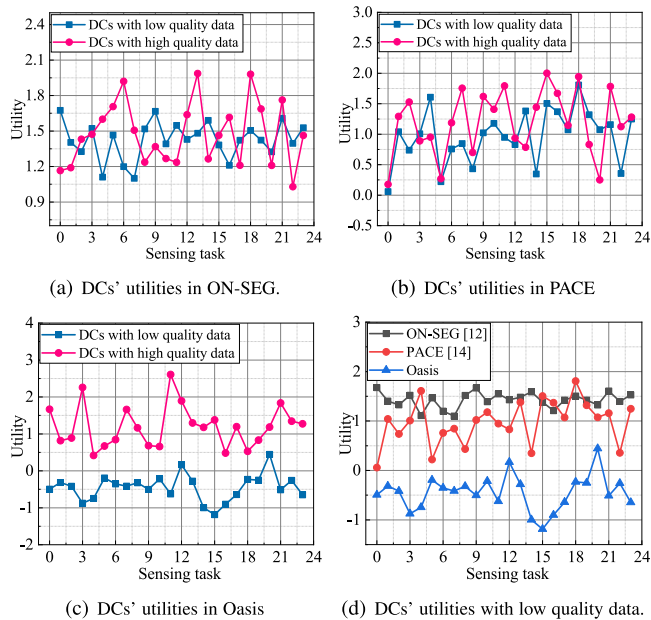 DCs with low quality data
DCs with high quality data
2.4
2.1
1.8
1.5
1.2
0.9
Utility
0 3 6 9 12 15 18 21 24
Sensing task
(a) DCs' utilities in ON-SEG.
DCs with low quality data
DCs with high quality data
3.0
2.5
2.0
1.5
1.0
0.5
0.0
-0.5
Utility
0 3 6 9 12 15 18 21 24
Sensing task
(b) DCs' utilities in PACE
DCs with low quality data
DCs with high quality data
4
3
2
1
0
-1
-2
Utility
0 3 6 9 12 15 18 21 24
Sensing task
(c) DCs' utilities in Oasis
ON-SEG [12]
PACE [14]
Oasis
3
2
1
0
-1
Utility
0 3 6 9 12 15 18 21 24
Sensing task
(d) DCs' utilities with low quality data.